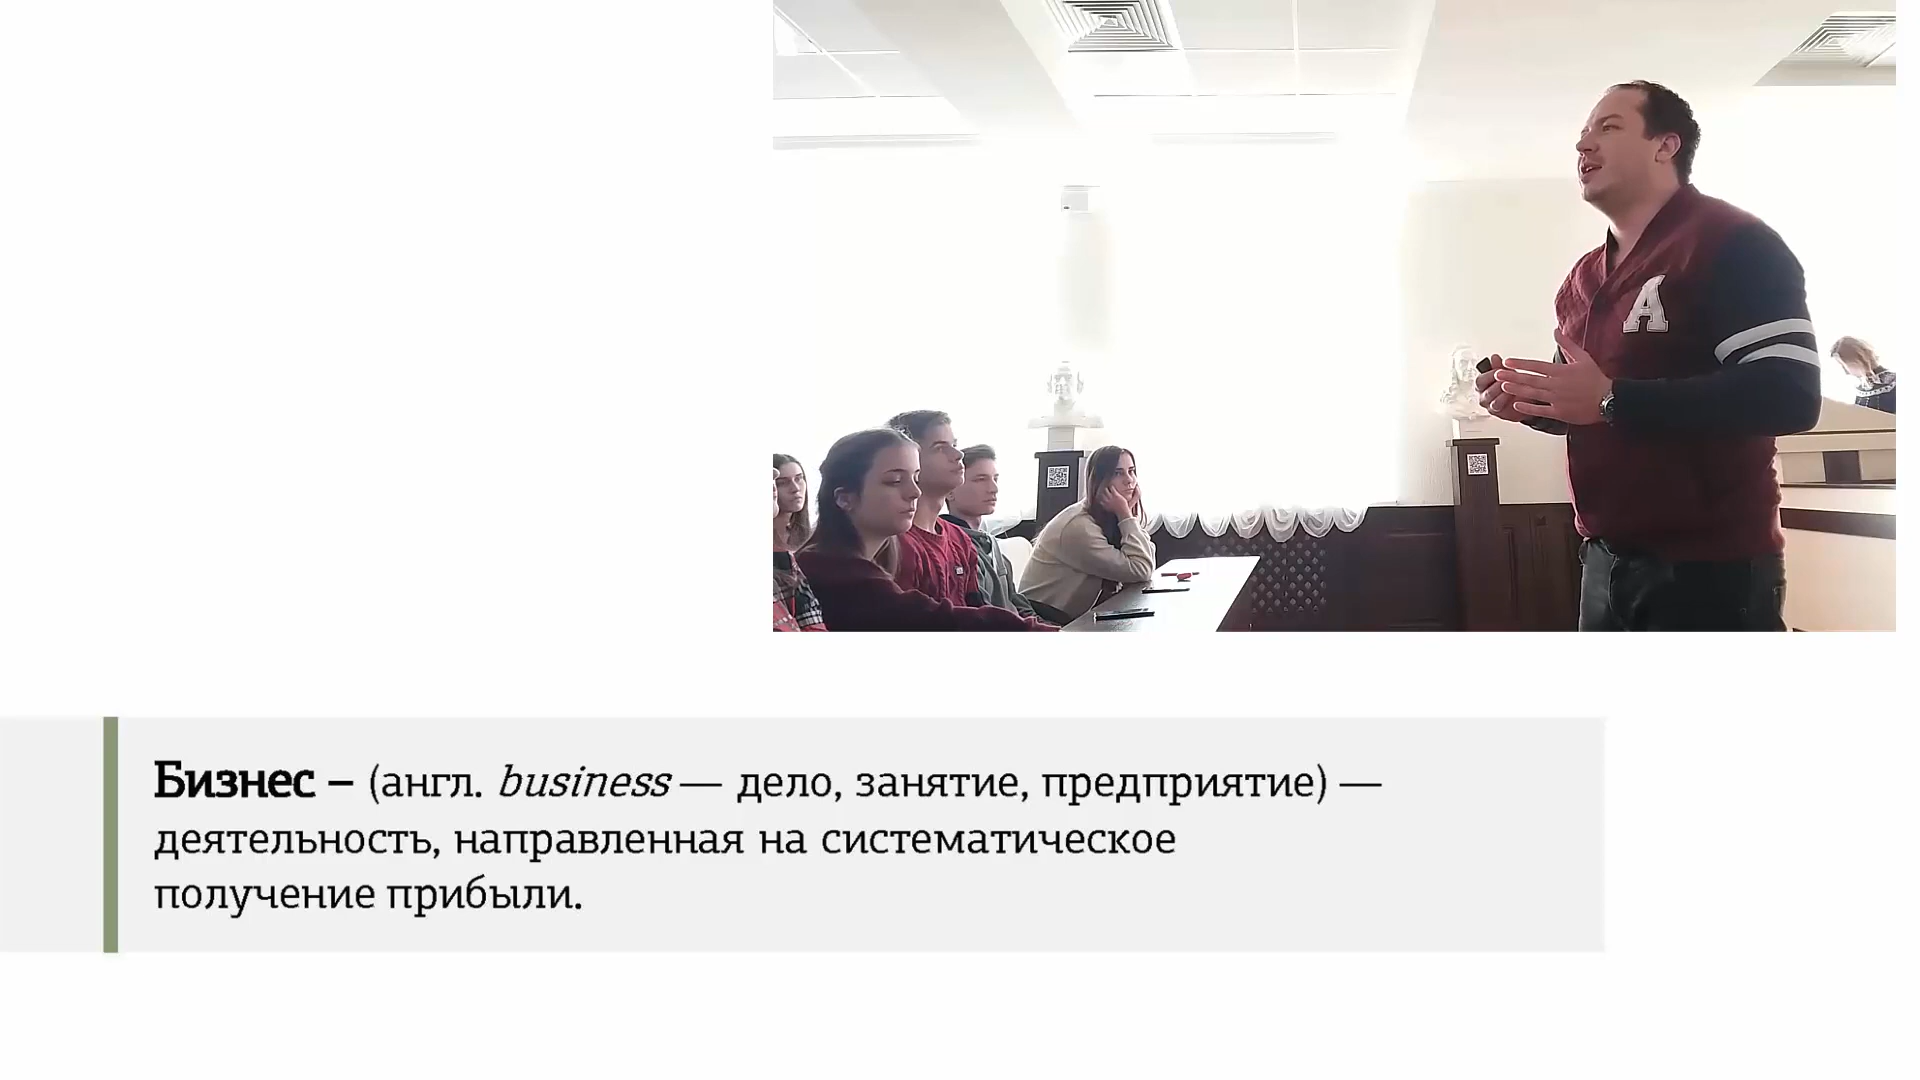 A
Бизнес – (англ. business — дело, занятие, предприятие) —
деятельность, направленная на систематическое
получение прибыли.